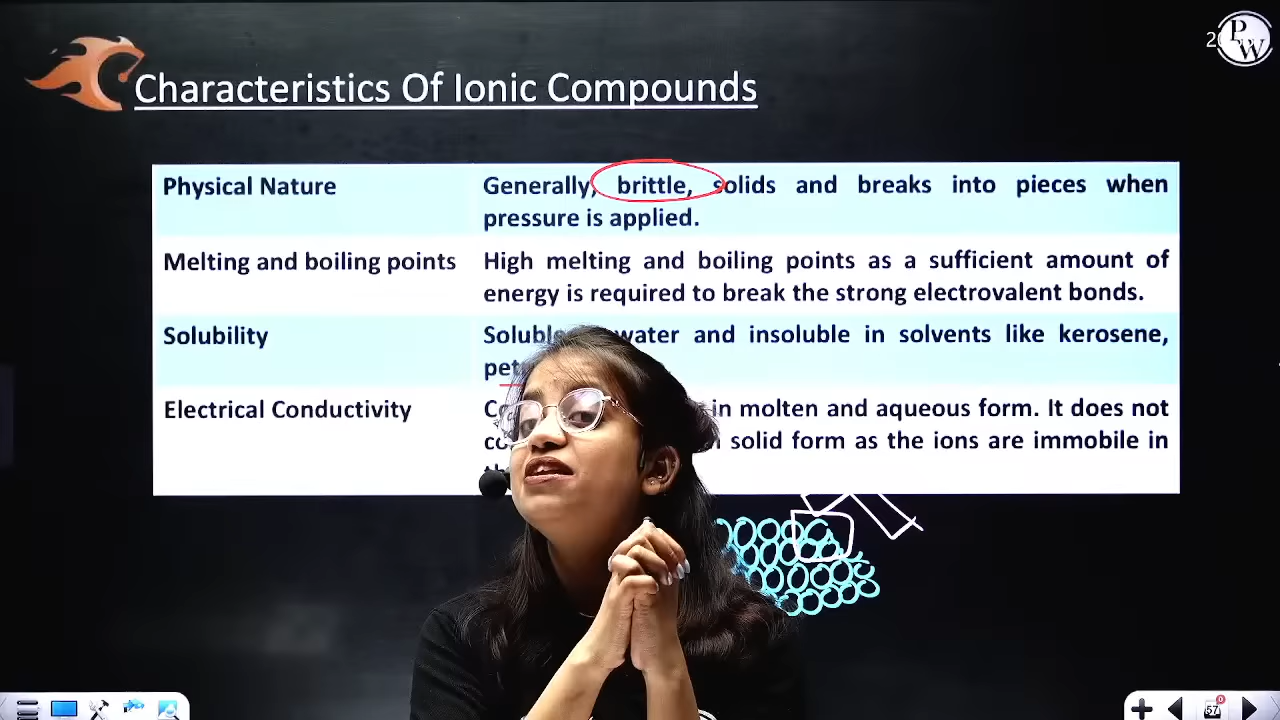 Characteristics Of Ionic Compounds
PW
Physical Nature
Generally, brittle, solids and breaks into pieces when
pressure is applied.
Melting and boiling points
High melting and boiling points as a sufficient amount of
energy is required to break the strong electrovalent bonds.
Solubility
water and insoluble in solvents like kerosene,
Electrical Conductivity
in molten and aqueous form. It does not
solid form as the ions are immobile in
57